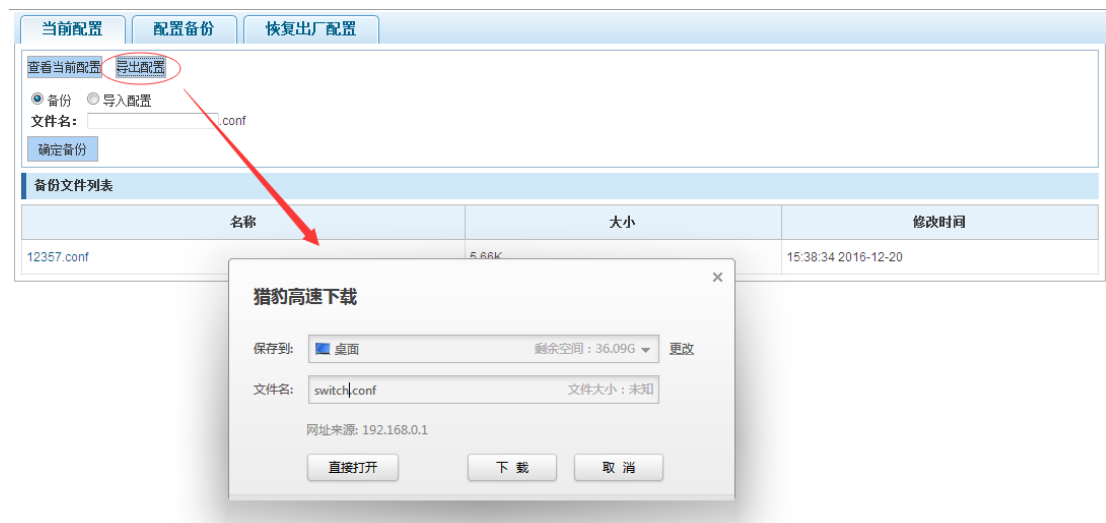 当前配置 配置备份 恢复出厂配置
查看当前配置 导出配置
备份 导入配置
文件名: .conf
确定备份
备份文件列表
名称 大小 修改时间
12357.conf 5.66K 15:38:34 2016-12-20
猎豹高速下载
保存到: 桌面 剩余空间：36.09G 更改
文件名: switch.conf 文件大小：未知
网址来源: 192.168.0.1
直接打开 下 载 取 消